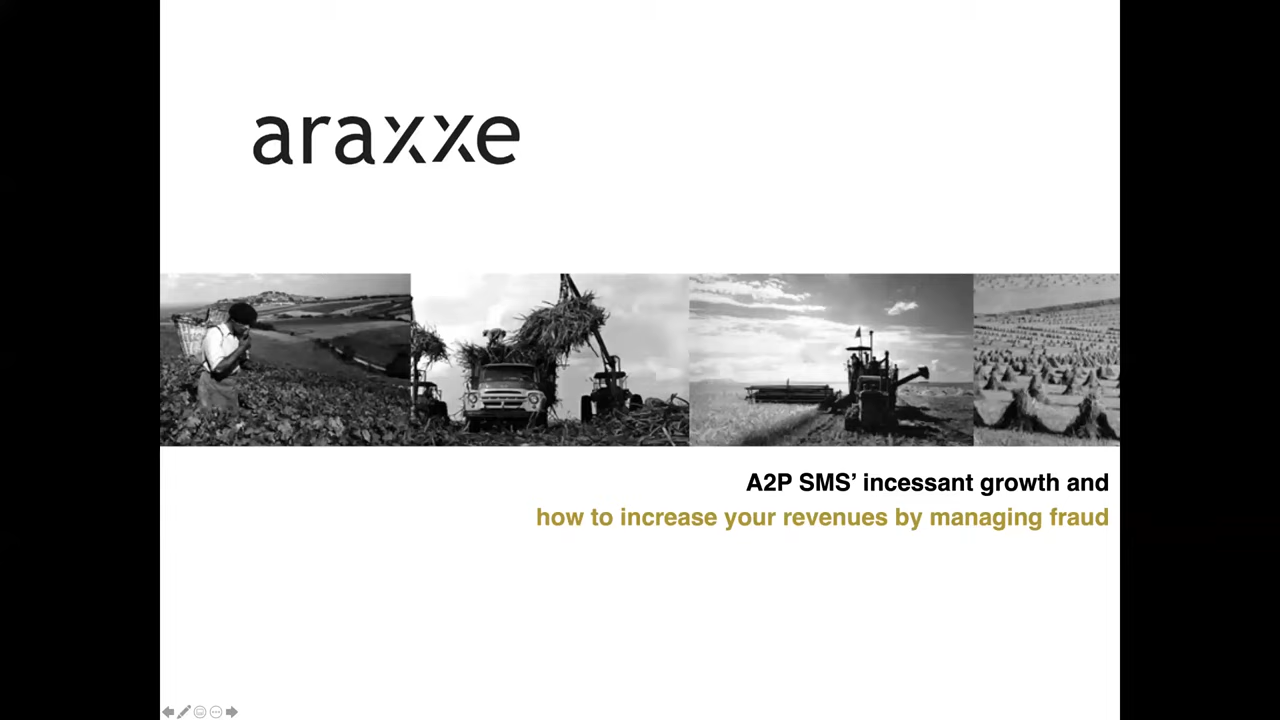 araxxe
A2P SMS’ incessant growth and
how to increase your revenues by managing fraud